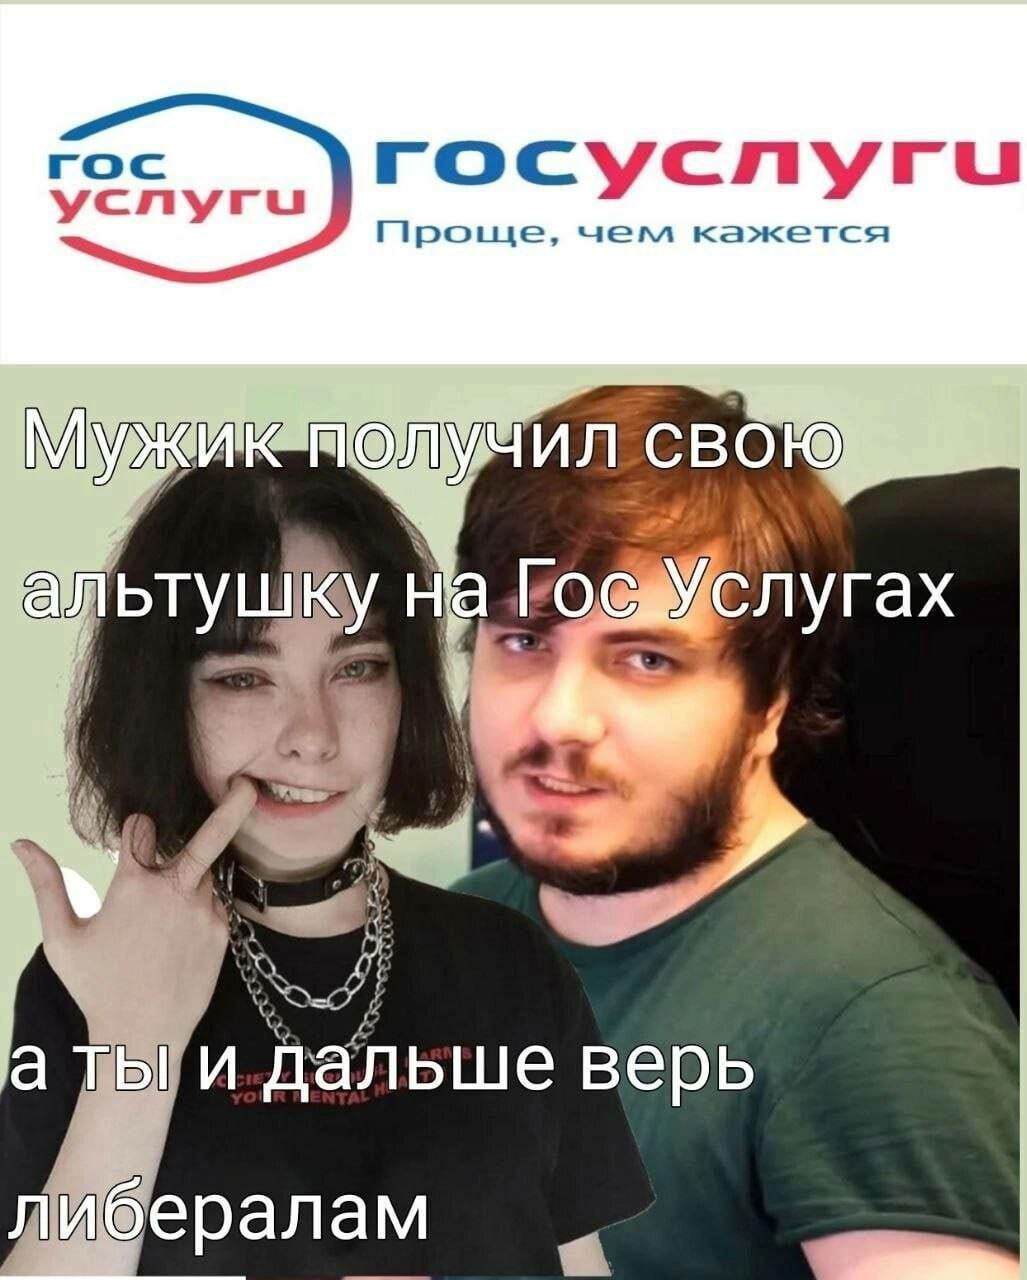 гос
услуги
госуслуги
Проще, чем кажется
Мужик получил свою
альтушку на Гос Услугах
а ты и дальше верь
либералам